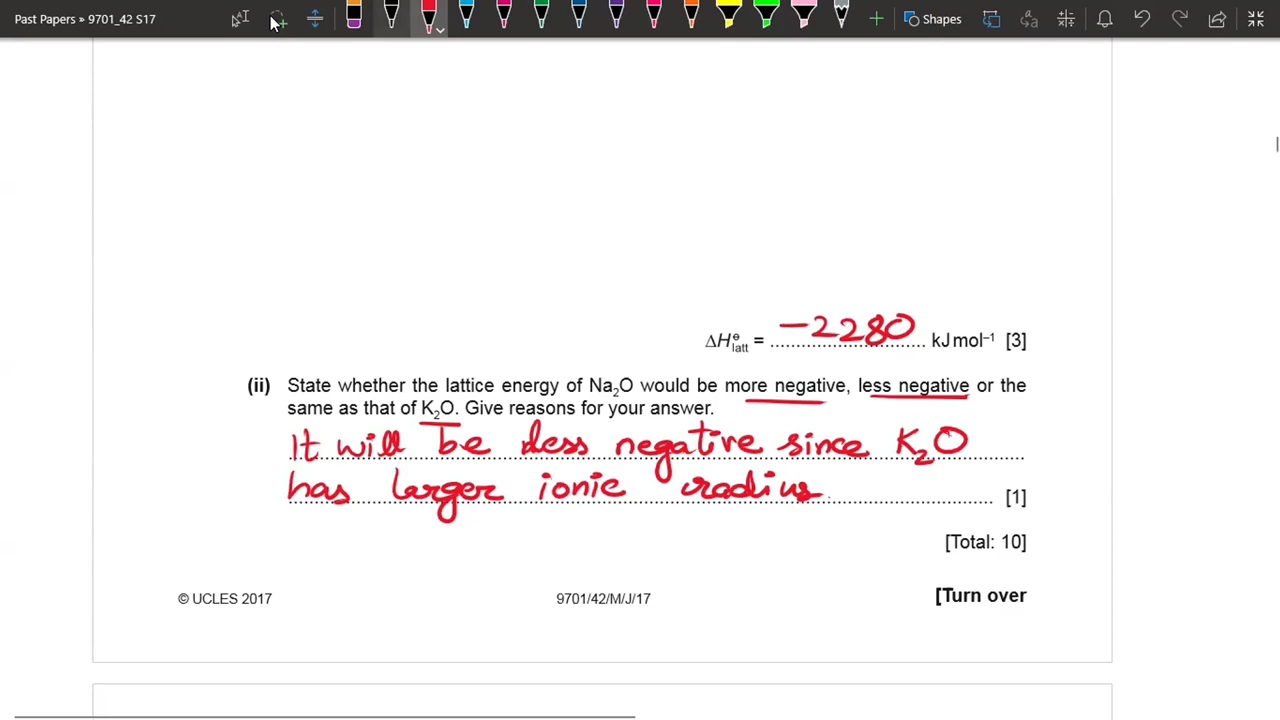 Past Papers » 9701_42 S17
Shapes
ΔH⦵latt = −2280 kJ mol⁻¹ [3]
(ii) State whether the lattice energy of Na₂O would be more negative, less negative or the
same as that of K₂O. Give reasons for your answer.
It will be less negative since K₂O
has larger ionic radius.
[1]
[Total: 10]
© UCLES 2017 9701/42/M/J/17 [Turn over